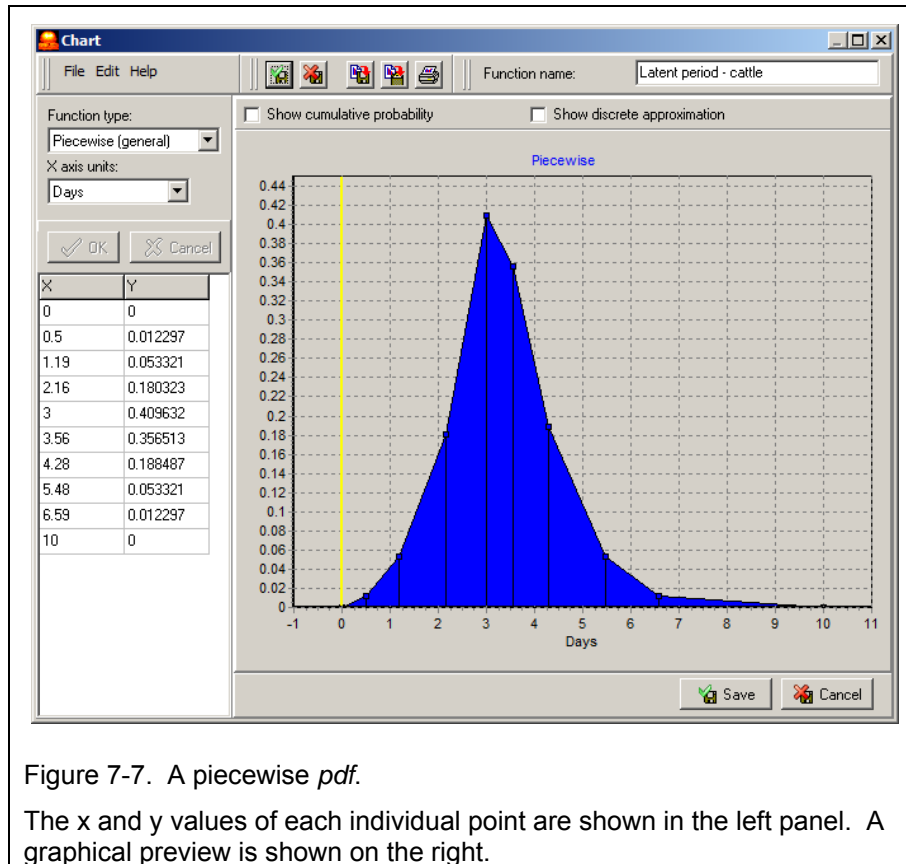 Chart
File Edit Help
Function name:
Latent period - cattle
Function type:
Piecewise (general)
X axis units:
Days
OK
Cancel
X Y
0 0
0.5 0.012297
1.19 0.053321
2.16 0.180323
3 0.409632
3.56 0.356513
4.28 0.188487
5.48 0.053321
6.59 0.012297
10 0
Show cumulative probability
Show discrete approximation
Piecewise
0.44
0.42
0.4
0.38
0.36
0.34
0.32
0.3
0.28
0.26
0.24
0.22
0.2
0.18
0.16
0.14
0.12
0.1
0.08
0.06
0.04
0.02
0
-1 0 1 2 3 4 5 6 7 8 9 10 11
Days
Save
Cancel
Figure 7-7. A piecewise pdf.
The x and y values of each individual point are shown in the left panel. A
graphical preview is shown on the right.